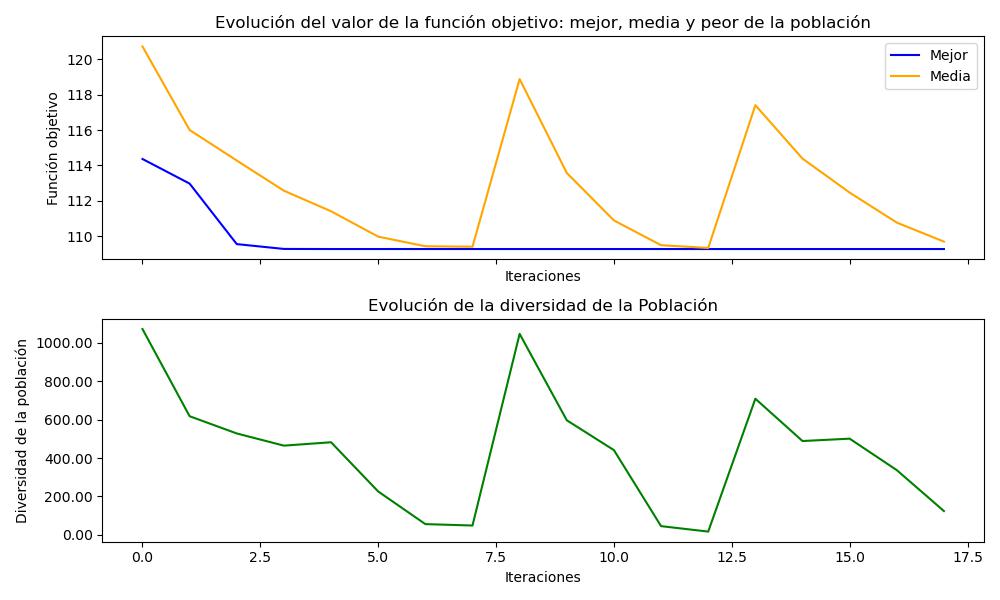 Evolución del valor de la función objetivo: mejor, media y peor de la población
Función objetivo
120
118
116
114
112
110
Mejor
Media
Iteraciones
Evolución de la diversidad de la Población
Diversidad de la población
1000.00
800.00
600.00
400.00
200.00
0.00
0.0 2.5 5.0 7.5 10.0 12.5 15.0 17.5
Iteraciones